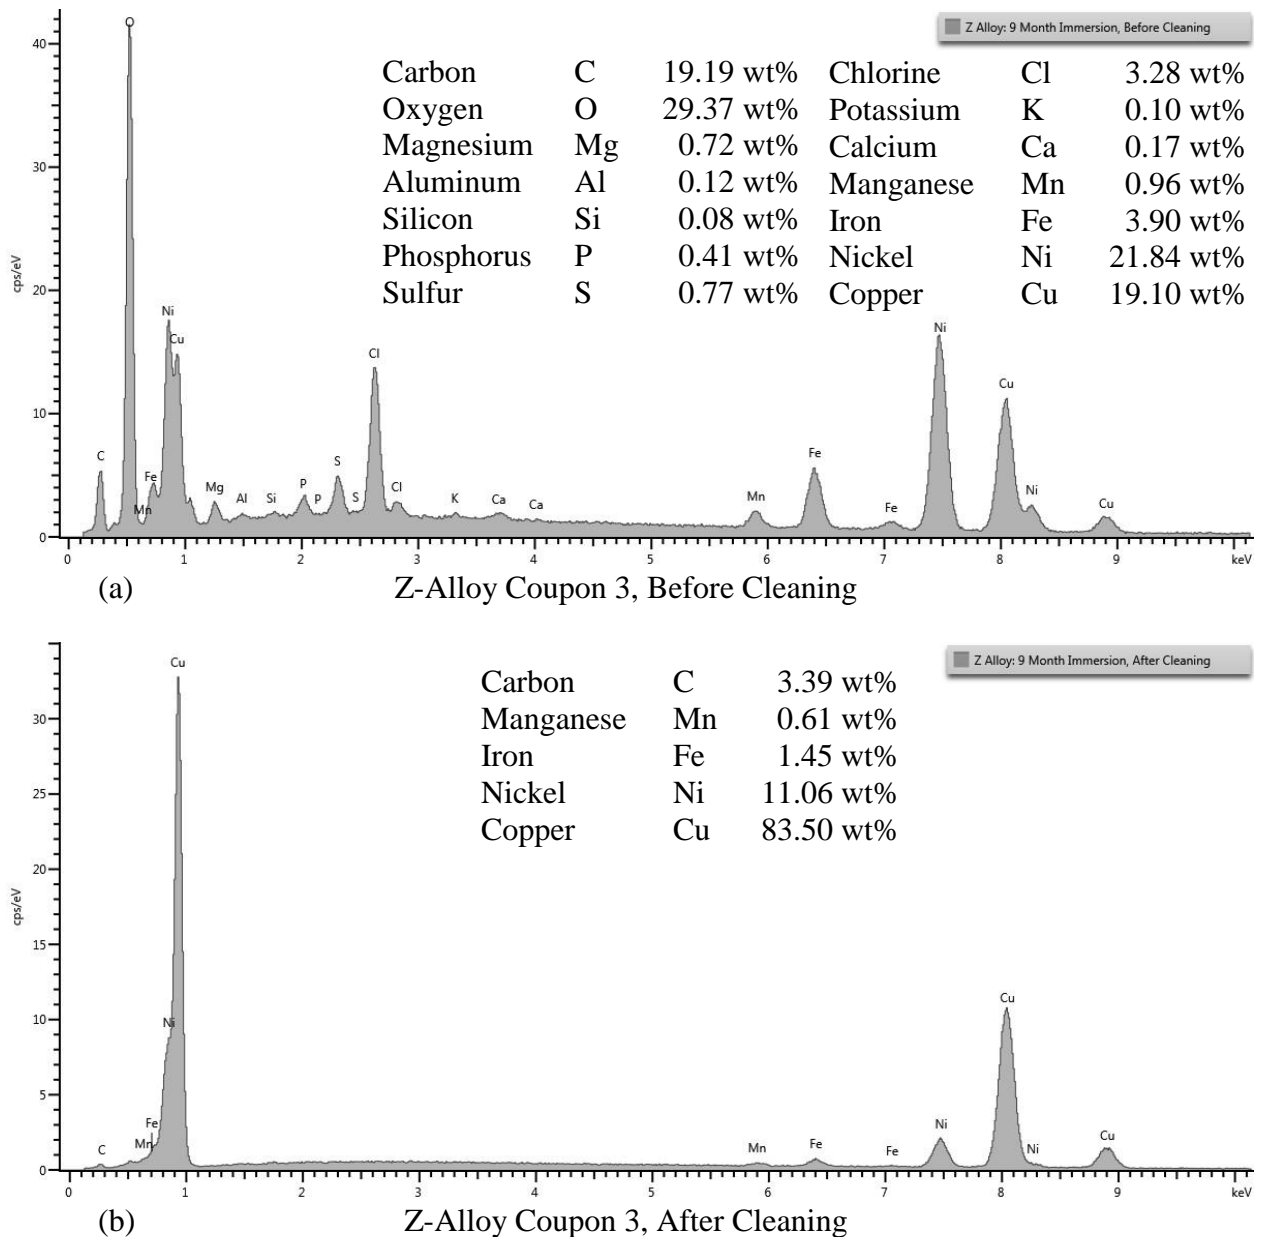 Z Alloy: 9 Month Immersion, Before Cleaning
Carbon C 19.19 wt% Chlorine Cl 3.28 wt%
Oxygen O 29.37 wt% Potassium K 0.10 wt%
Magnesium Mg 0.72 wt% Calcium Ca 0.17 wt%
Aluminum Al 0.12 wt% Manganese Mn 0.96 wt%
Silicon Si 0.08 wt% Iron Fe 3.90 wt%
Phosphorus P 0.41 wt% Nickel Ni 21.84 wt%
Sulfur S 0.77 wt% Copper Cu 19.10 wt%
cps/eV
40
30
20
10
0
C O Mn Fe Ni Cu Mg Al Si P P S S Cl Cl K Ca Ca Mn Fe Fe Ni Cu Ni Cu
0 1 2 3 4 5 6 7 8 9 keV
(a) Z-Alloy Coupon 3, Before Cleaning
Z Alloy: 9 Month Immersion, After Cleaning
Carbon C 3.39 wt%
Manganese Mn 0.61 wt%
Iron Fe 1.45 wt%
Nickel Ni 11.06 wt%
Copper Cu 83.50 wt%
cps/eV
30
25
20
15
10
5
0
C Mn Fe Ni Cu Mn Fe Fe Ni Cu Ni Cu
0 1 2 3 4 5 6 7 8 9 keV
(b) Z-Alloy Coupon 3, After Cleaning